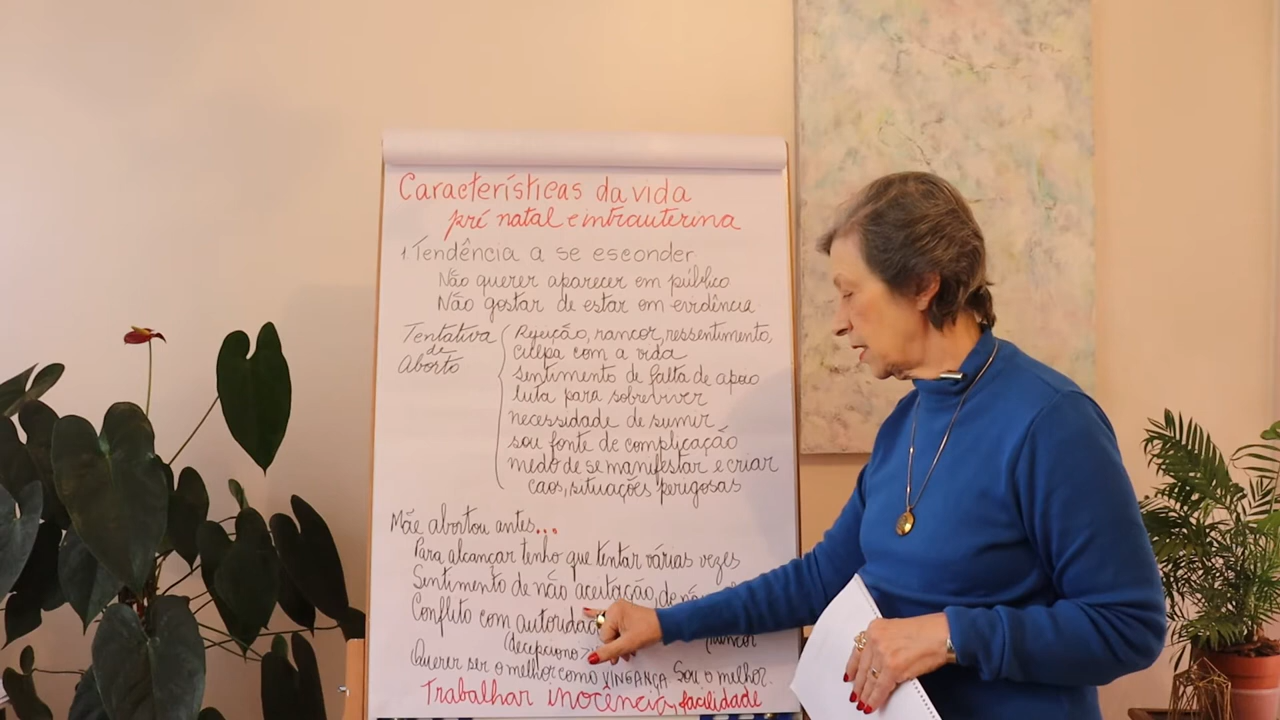 Características da vida
pré natal e intrauterina
1. Tendência a se esconder
Não querer aparecer em público
Não gostar de estar em evidência
Tentativa de Aborto
Rejeição, rancor, ressentimento,
culpa com a vida
sentimento de falta de apoio
luta para sobreviver
necessidade de sumir
sou fonte de complicação
medo de se manifestar e criar
caos, situações perigosas
Mãe abortou antes...
Para alcançar tenho que tentar várias vezes
Sentimento de não aceitação, de
Conflito com
(decepciono >
rancor
Querer ser o melhor como VINGANÇA Sou o melhor.
Trabalhar inocência, facilidade